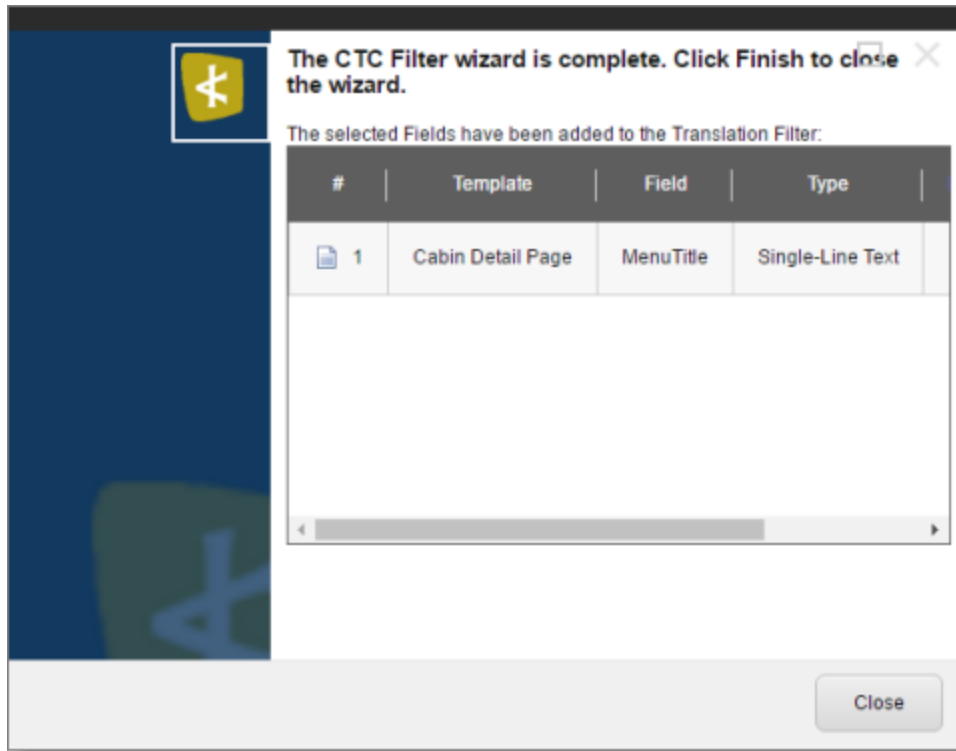 The CTC Filter wizard is complete. Click Finish to close
the wizard.
The selected Fields have been added to the Translation Filter:
# Template Field Type
1 Cabin Detail Page MenuTitle Single-Line Text
Close